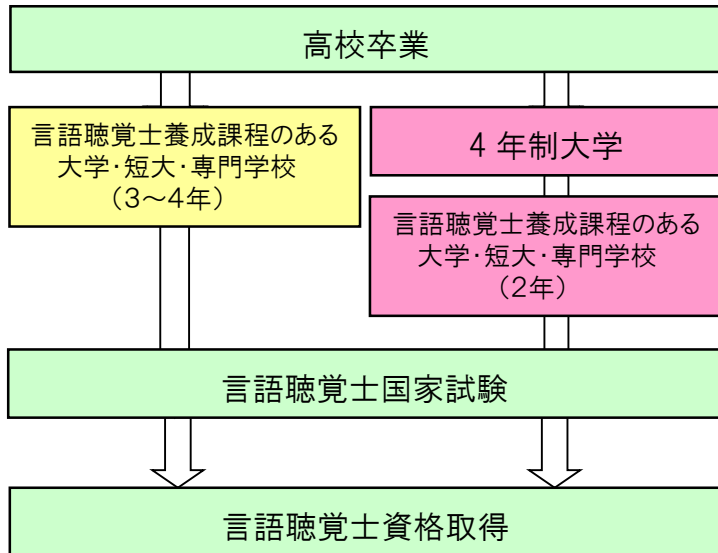 高校卒業
言語聴覚士養成課程のある
大学・短大・専門学校
（3～4年）
4 年制大学
言語聴覚士養成課程のある
大学・短大・専門学校
（2年）
言語聴覚士国家試験
言語聴覚士資格取得